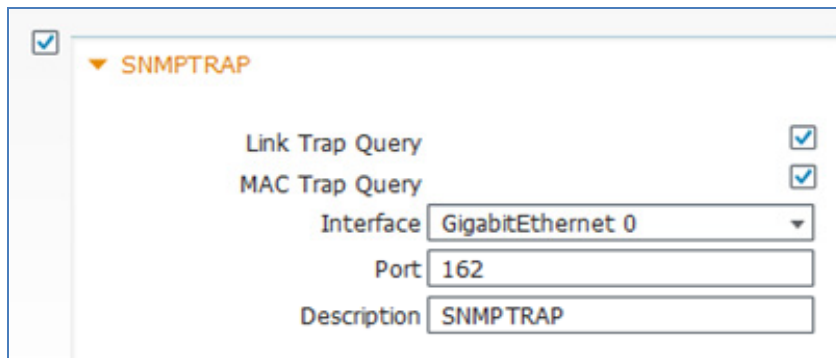 SNMPTRAP
Link Trap Query
MAC Trap Query
Interface GigabitEthernet 0
Port 162
Description SNMPTRAP